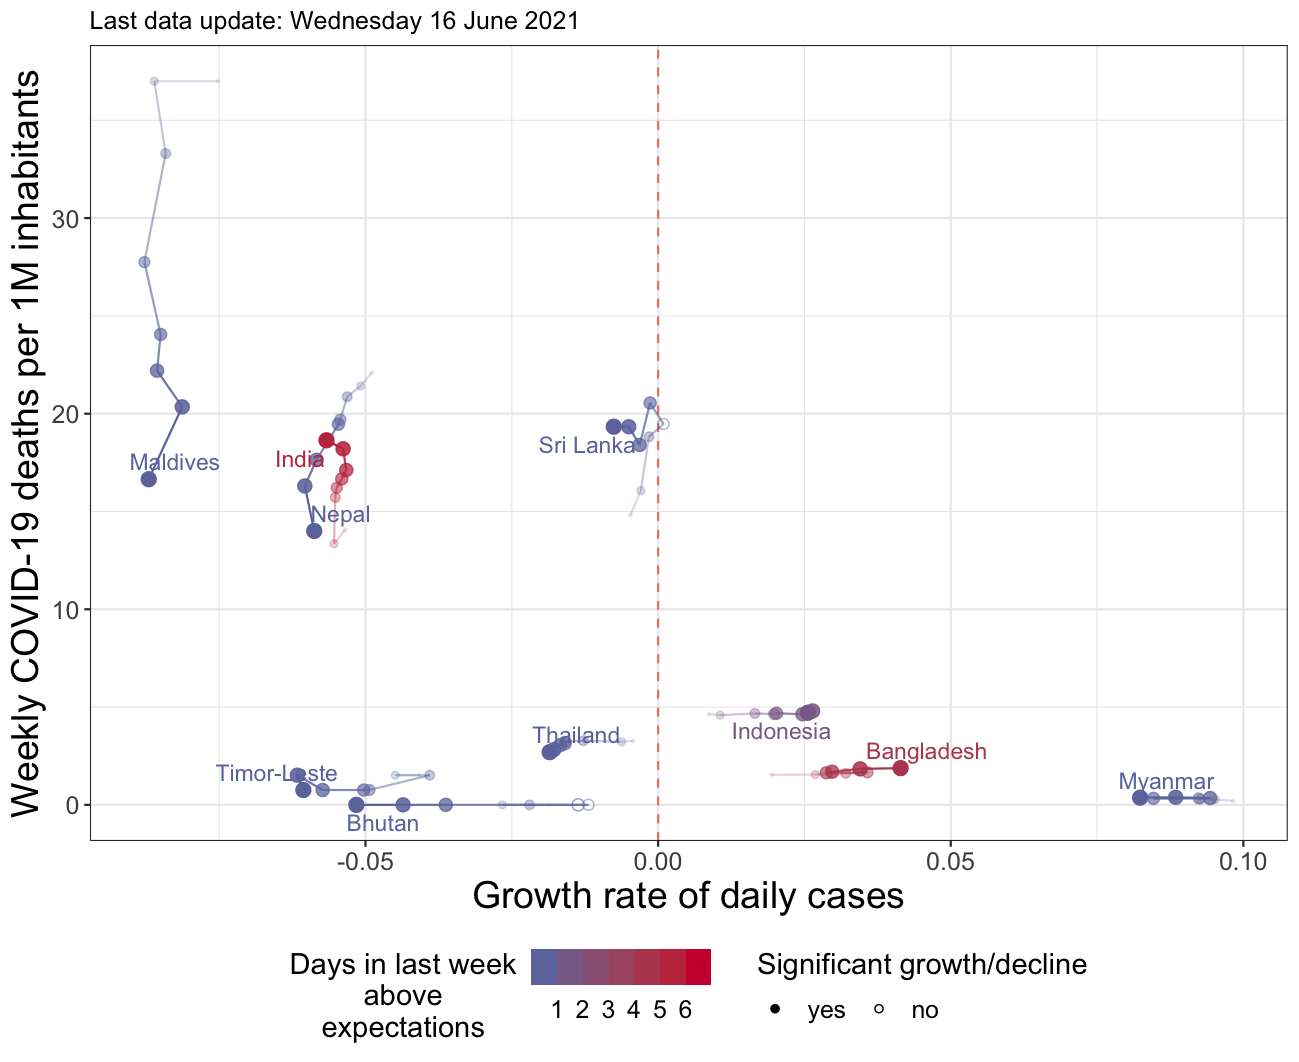 Last data update: Wednesday 16 June 2021
Weekly COVID-19 deaths per 1M inhabitants
30
20
10
0
Maldives
India
Nepal
Sri Lanka
Thailand
Indonesia
Bangladesh
Timor-Leste
Myanmar
Bhutan
-0.05
0.00
0.05
0.10
Growth rate of daily cases
Days in last week
above
expectations
1 2 3 4 5 6
Significant growth/decline
yes
no